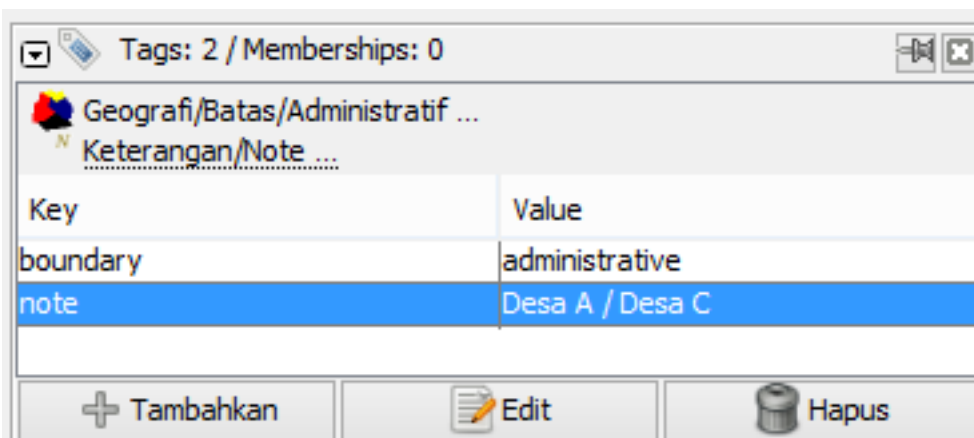 Tags: 2 / Memberships: 0
Geografi/Batas/Administratif ...
N Keterangan/Note ...
Key Value
boundary administrative
note Desa A / Desa C
Tambahkan Edit Hapus